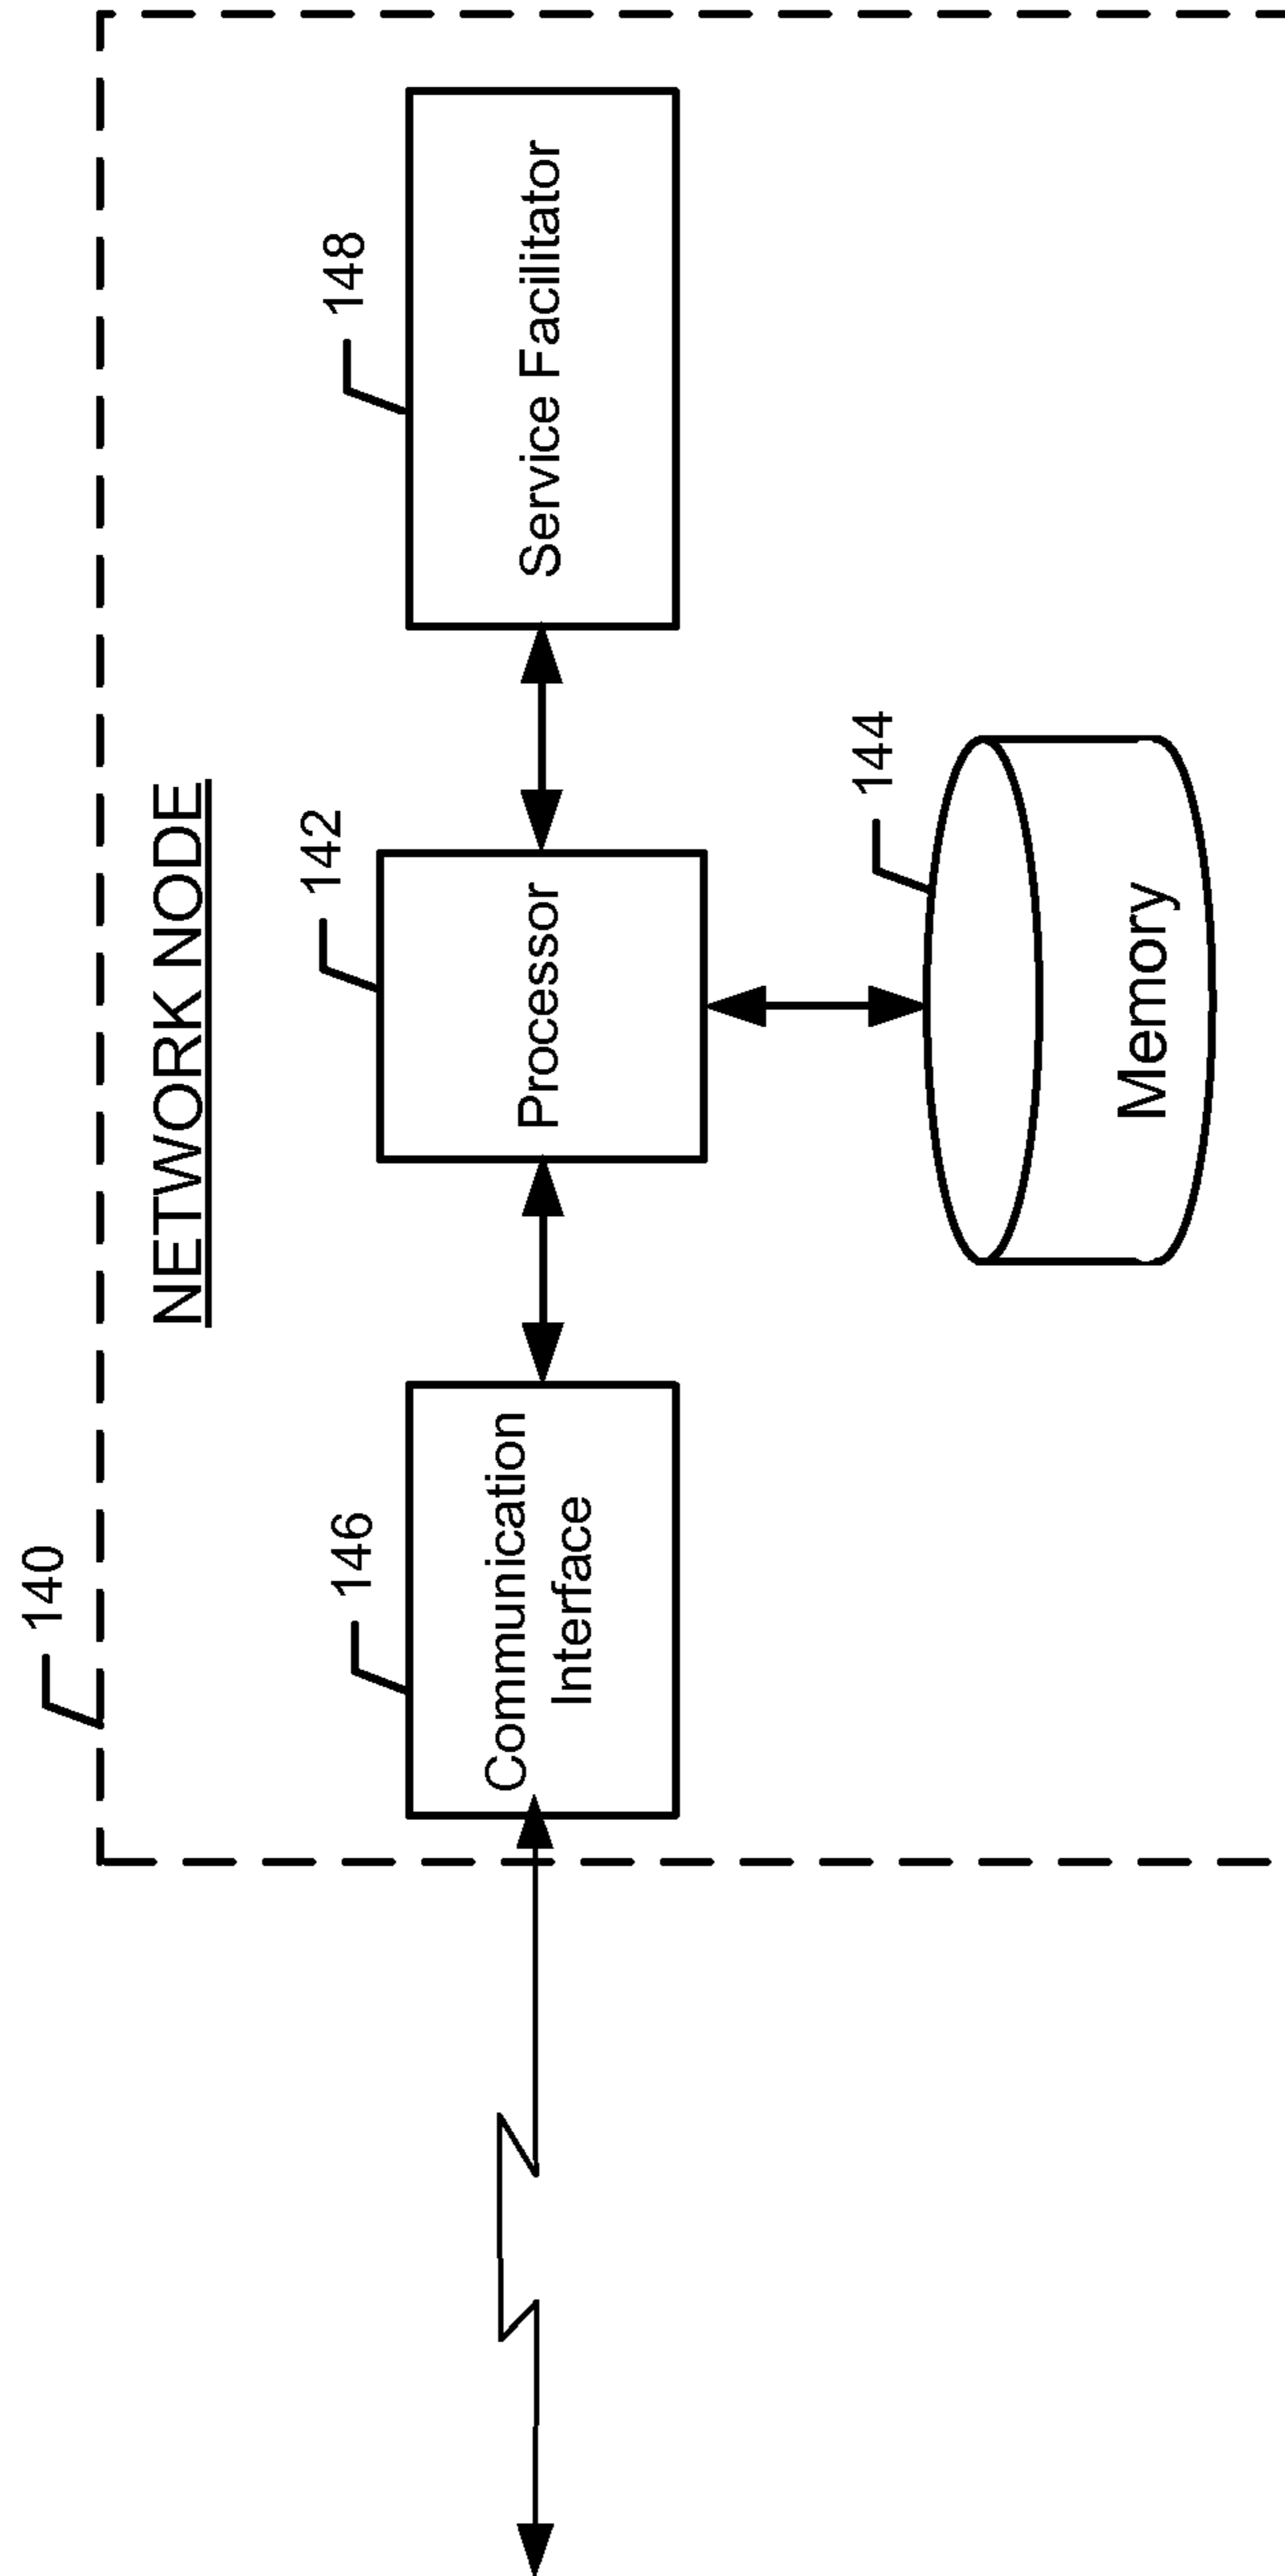 140
NETWORK NODE
146
Communication
Interface
142
Processor
148
Service Facilitator
144
Memory